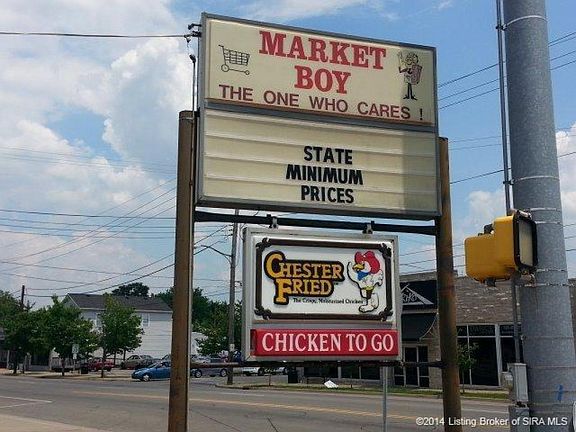 MARKET
BOY
THE ONE WHO CARES !
STATE
MINIMUM
PRICES
CHESTER
FRIED
The Crispy, Moisturized Chicken
CHICKEN TO GO
©2014 Listing Broker of SIRA MLS